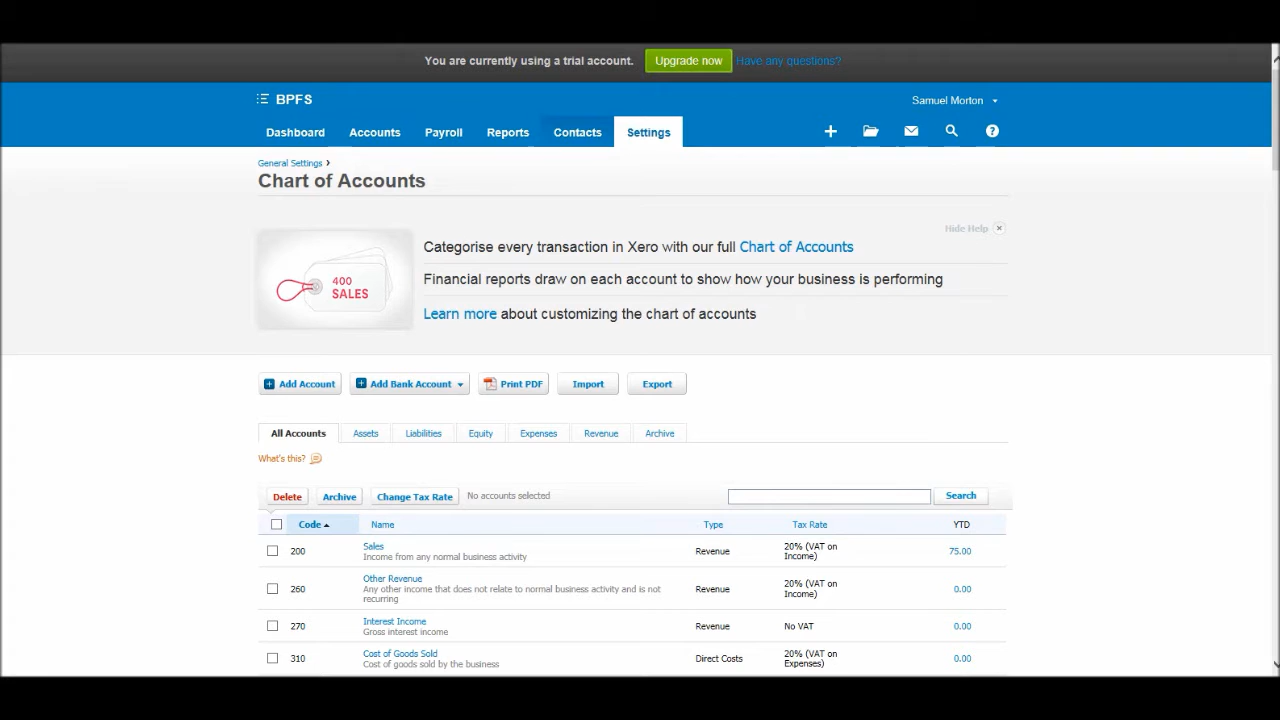 You are currently using a trial account. Upgrade now Have any questions?
BPFS Samuel Morton
Dashboard Accounts Payroll Reports Contacts Settings
General Settings ›
Chart of Accounts
Hide Help
Categorise every transaction in Xero with our full Chart of Accounts
Financial reports draw on each account to show how your business is performing
400
SALES
Learn more about customizing the chart of accounts
Add Account Add Bank Account PDF Print PDF Import Export
All Accounts Assets Liabilities Equity Expenses Revenue Archive
What's this?
Delete Archive Change Tax Rate No accounts selected Search
Code Name Type Tax Rate YTD
200 Sales Revenue 20% (VAT on 75.00
Income from any normal business activity Income)
260 Other Revenue Revenue 20% (VAT on 0.00
Any other income that does not relate to normal business activity and is not Income)
recurring
270 Interest Income Revenue No VAT 0.00
Gross interest income
310 Cost of Goods Sold Direct Costs 20% (VAT on 0.00
Cost of goods sold by the business Expenses)